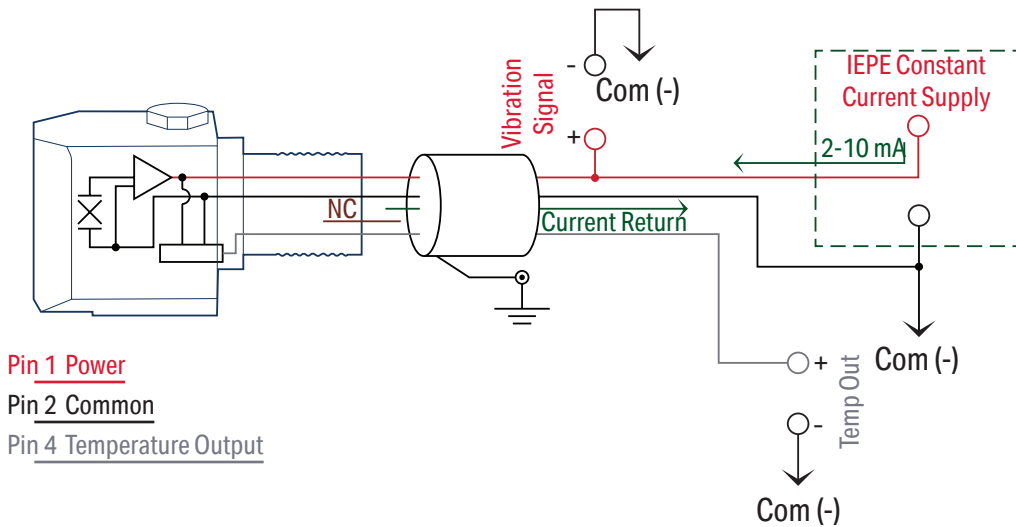 -
Com (-)
Vibration
Signal
+
IEPE Constant
Current Supply
2-10 mA
NC
Current Return
Com (-)
+
Temp Out
-
Com (-)
Pin 1 Power
Pin 2 Common
Pin 4 Temperature Output